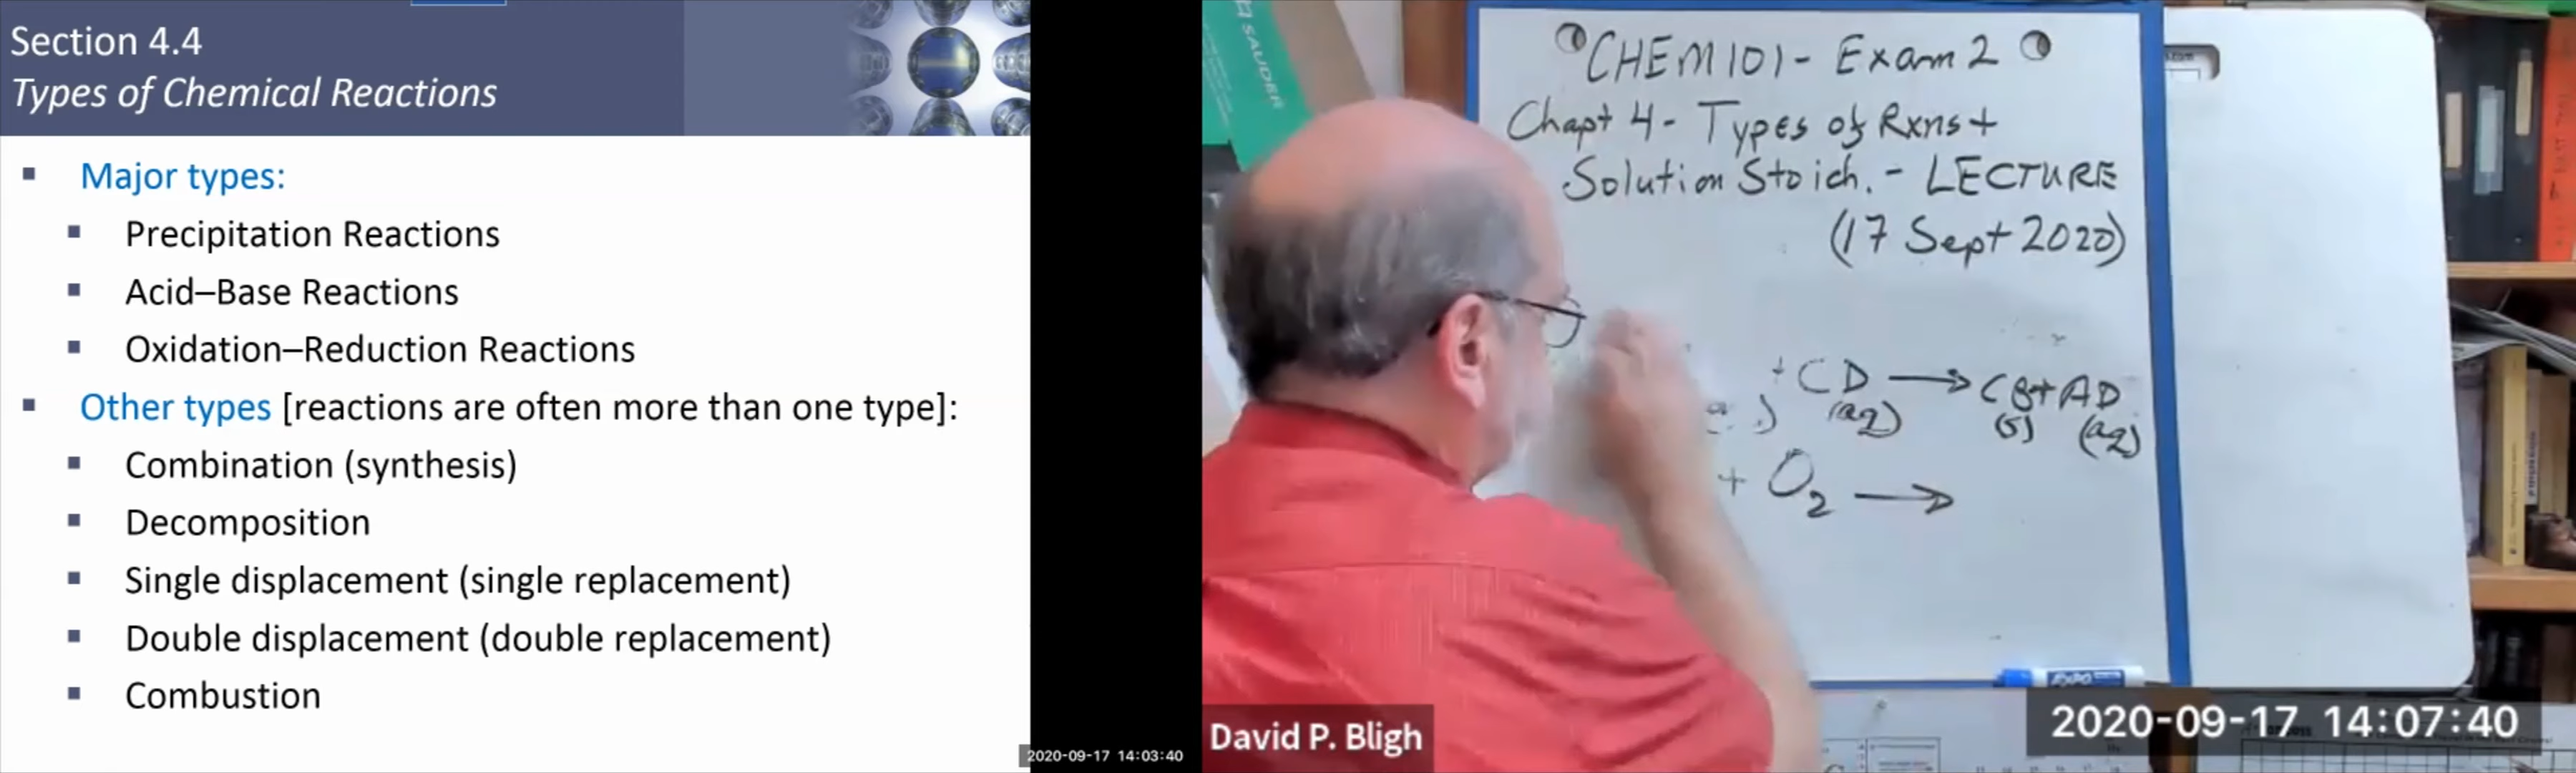 Section 4.4
Types of Chemical Reactions
▪ Major types:
▪ Precipitation Reactions
▪ Acid–Base Reactions
▪ Oxidation–Reduction Reactions
▪ Other types [reactions are often more than one type]:
▪ Combination (synthesis)
▪ Decomposition
▪ Single displacement (single replacement)
▪ Double displacement (double replacement)
▪ Combustion
2020-09-17 14:03:40
SAUDER
CHEM 101 - Exam 2
Chapt 4 - Types of Rxns +
Solution Stoich. - LECTURE
(17 Sept 2020)
+ CD → CB + AD
(aq) (s) (aq)
+ O₂ →
EXPO
David P. Bligh
2020-09-17 14:07:40